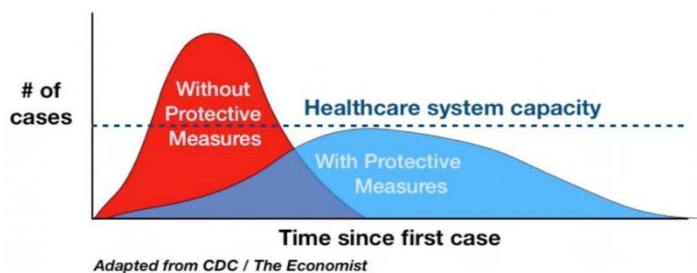 # of
cases
Without
Protective
Measures
Healthcare system capacity
With Protective
Measures
Time since first case
Adapted from CDC / The Economist